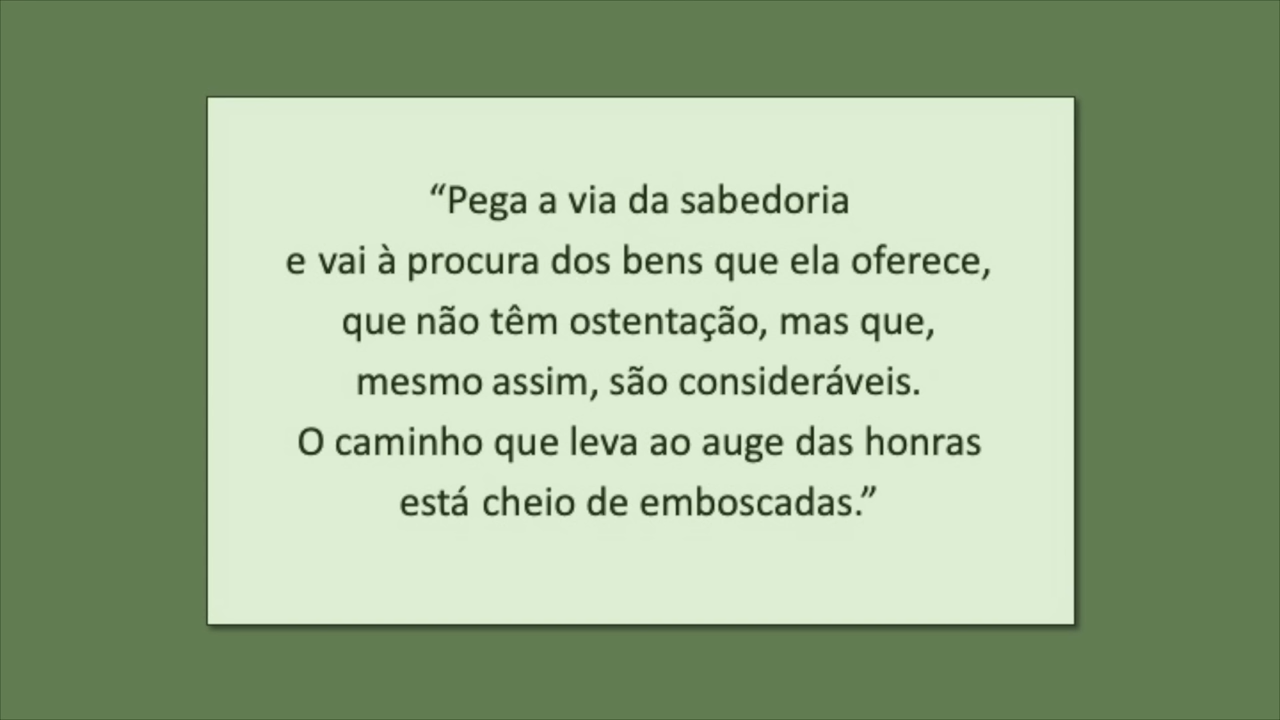 “Pega a via da sabedoria
e vai à procura dos bens que ela oferece,
que não têm ostentação, mas que,
mesmo assim, são consideráveis.
O caminho que leva ao auge das honras
está cheio de emboscadas.”